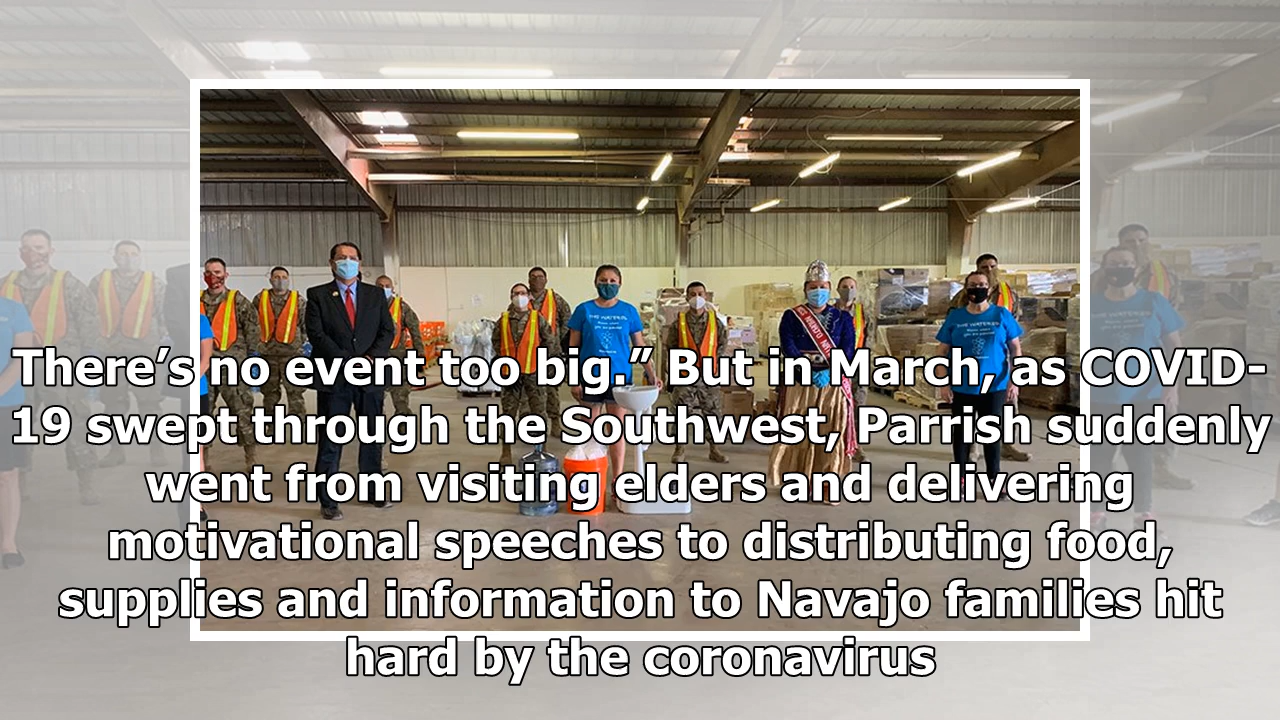 There’s no event too big.” But in March, as COVID-
19 swept through the Southwest, Parrish suddenly
went from visiting elders and delivering
motivational speeches to distributing food,
supplies and information to Navajo families hit
hard by the coronavirus